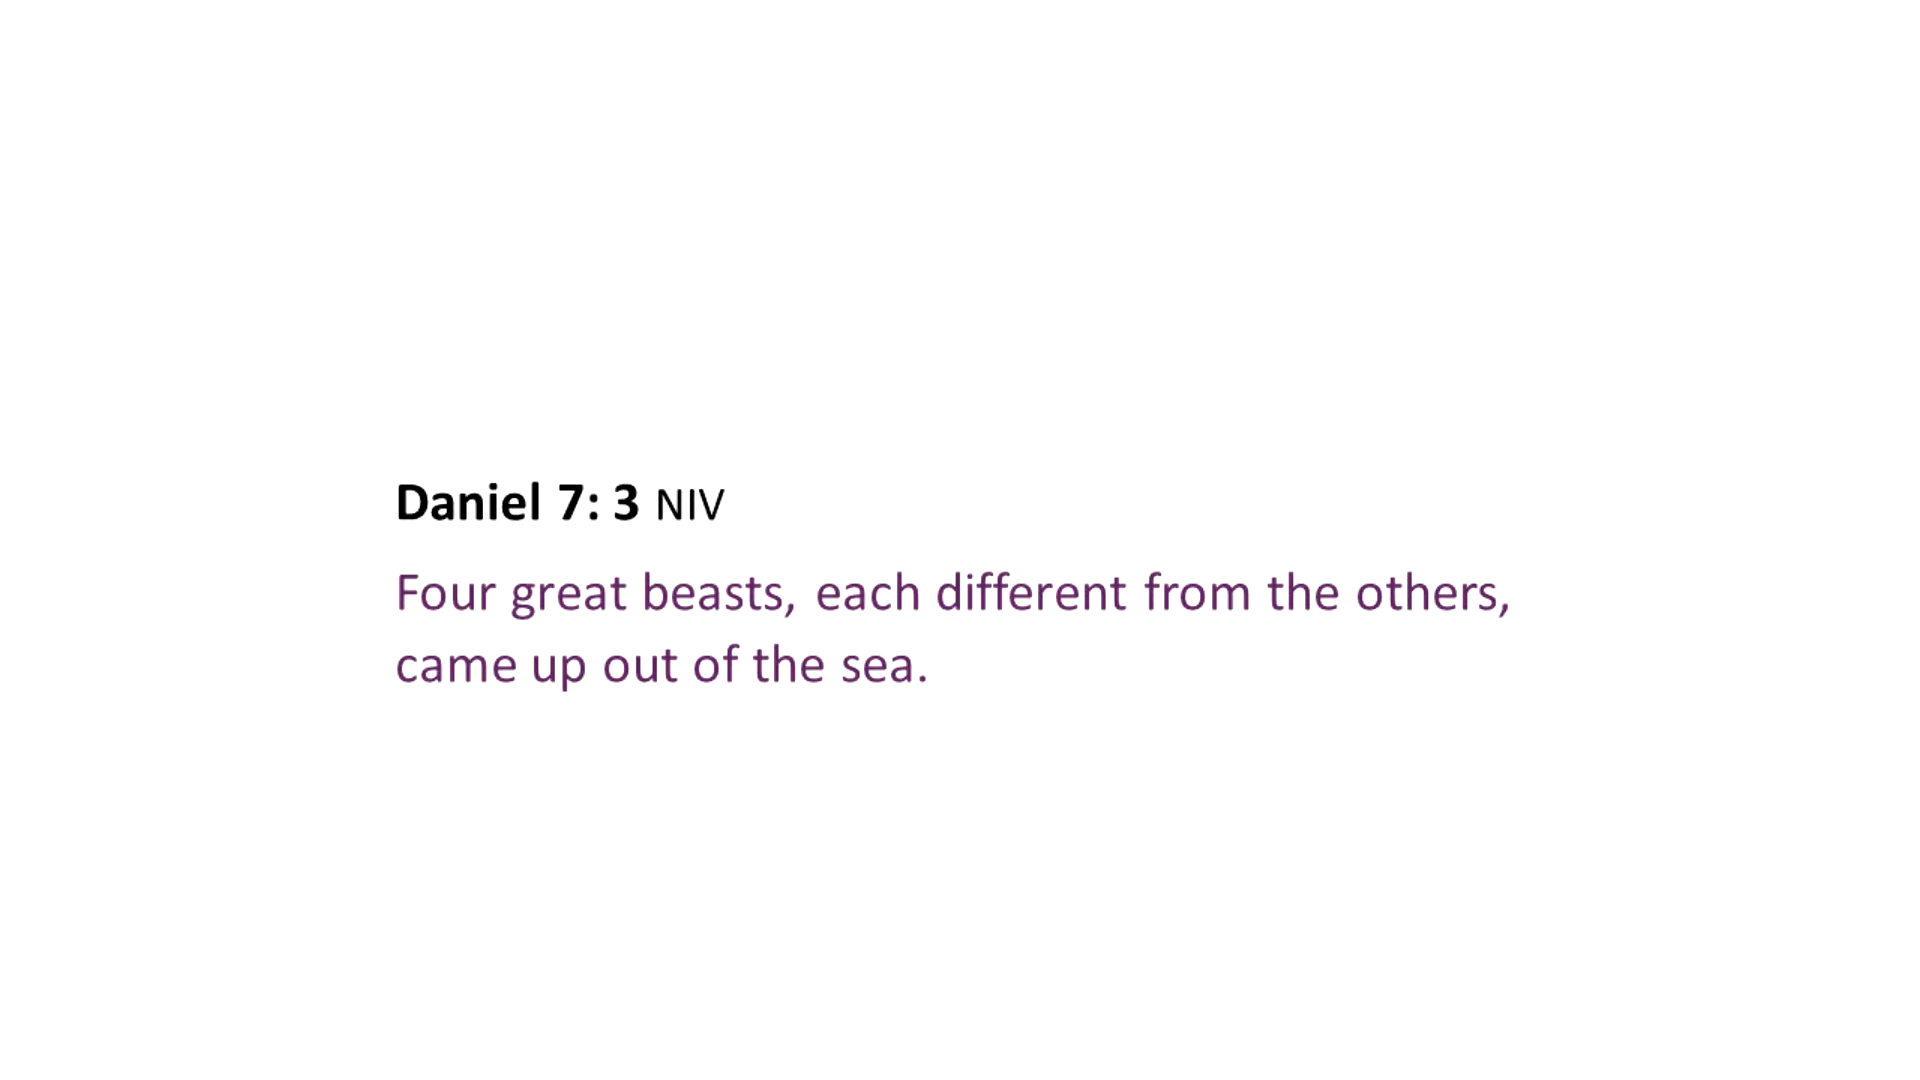 Daniel 7: 3 NIV
Four great beasts, each different from the others,
came up out of the sea.